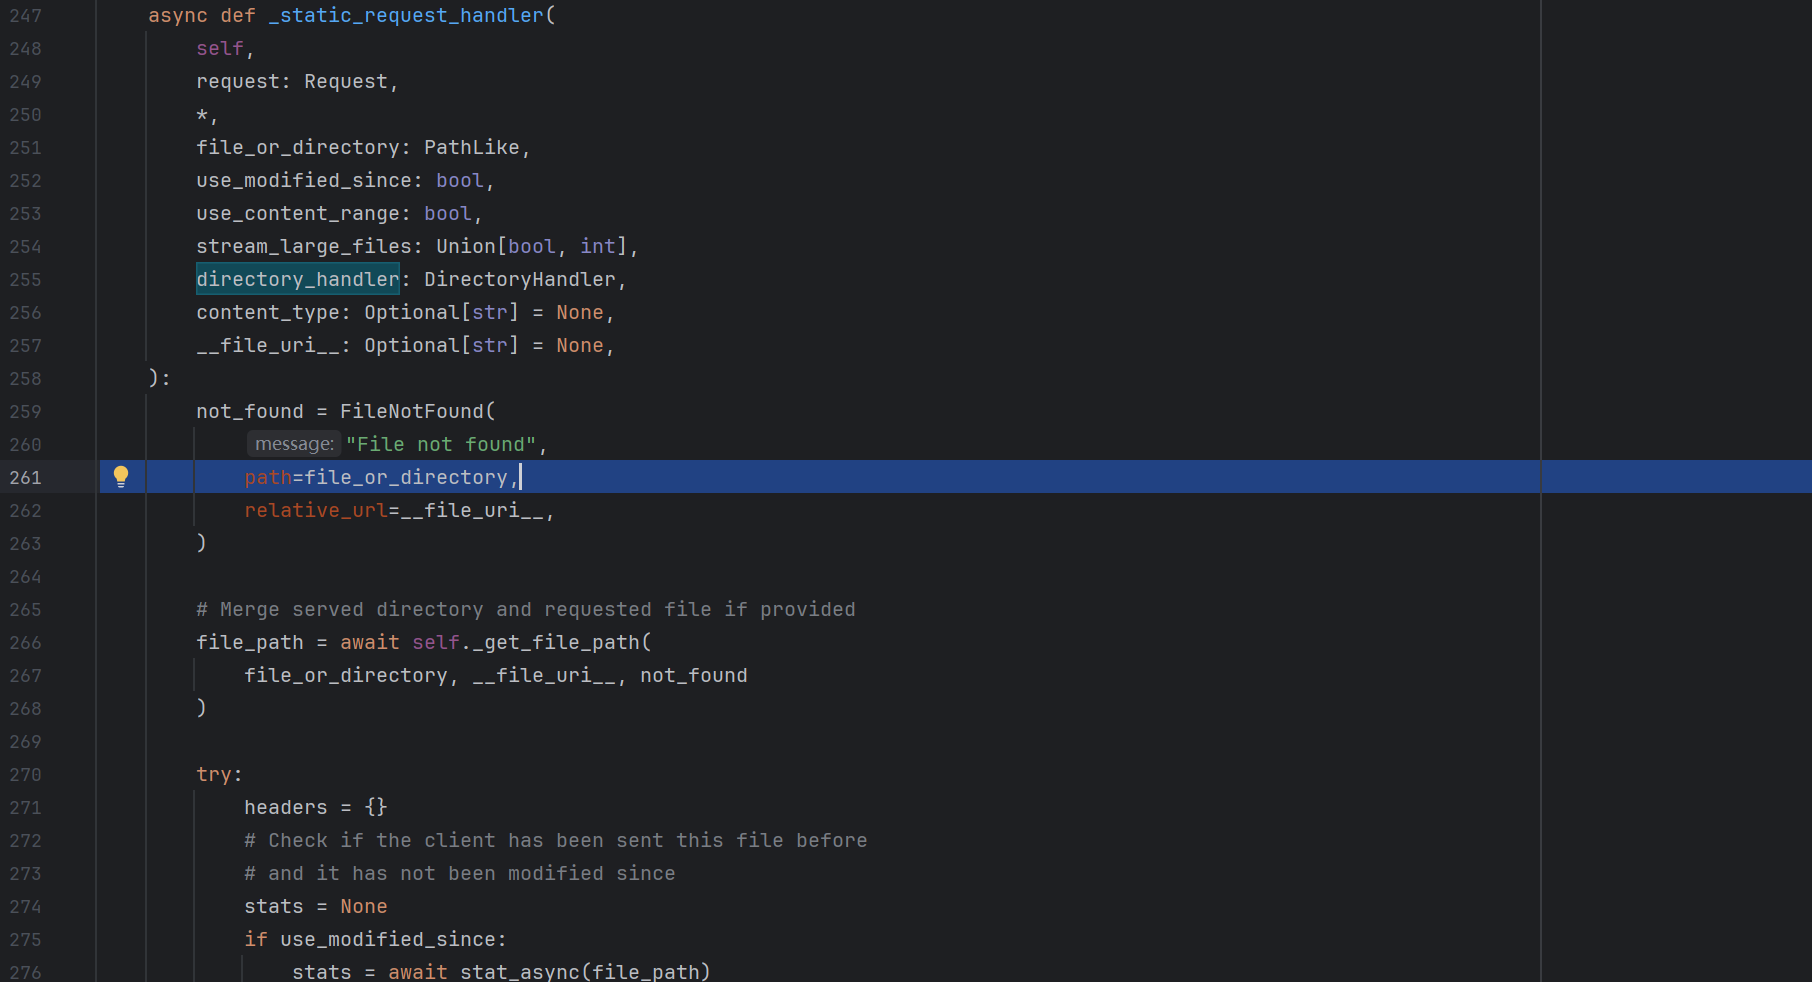 247 async def _static_request_handler(
248 self,
249 request: Request,
250 *,
251 file_or_directory: PathLike,
252 use_modified_since: bool,
253 use_content_range: bool,
254 stream_large_files: Union[bool, int],
255 directory_handler: DirectoryHandler,
256 content_type: Optional[str] = None,
257 __file_uri__: Optional[str] = None,
258 ):
259 not_found = FileNotFound(
260 message: "File not found",
261 path=file_or_directory,
262 relative_url=__file_uri__,
263 )
264
265 # Merge served directory and requested file if provided
266 file_path = await self._get_file_path(
267 file_or_directory, __file_uri__, not_found
268 )
269
270 try:
271 headers = {}
272 # Check if the client has been sent this file before
273 # and it has not been modified since
274 stats = None
275 if use_modified_since:
276 stats = await stat_async(file_path)